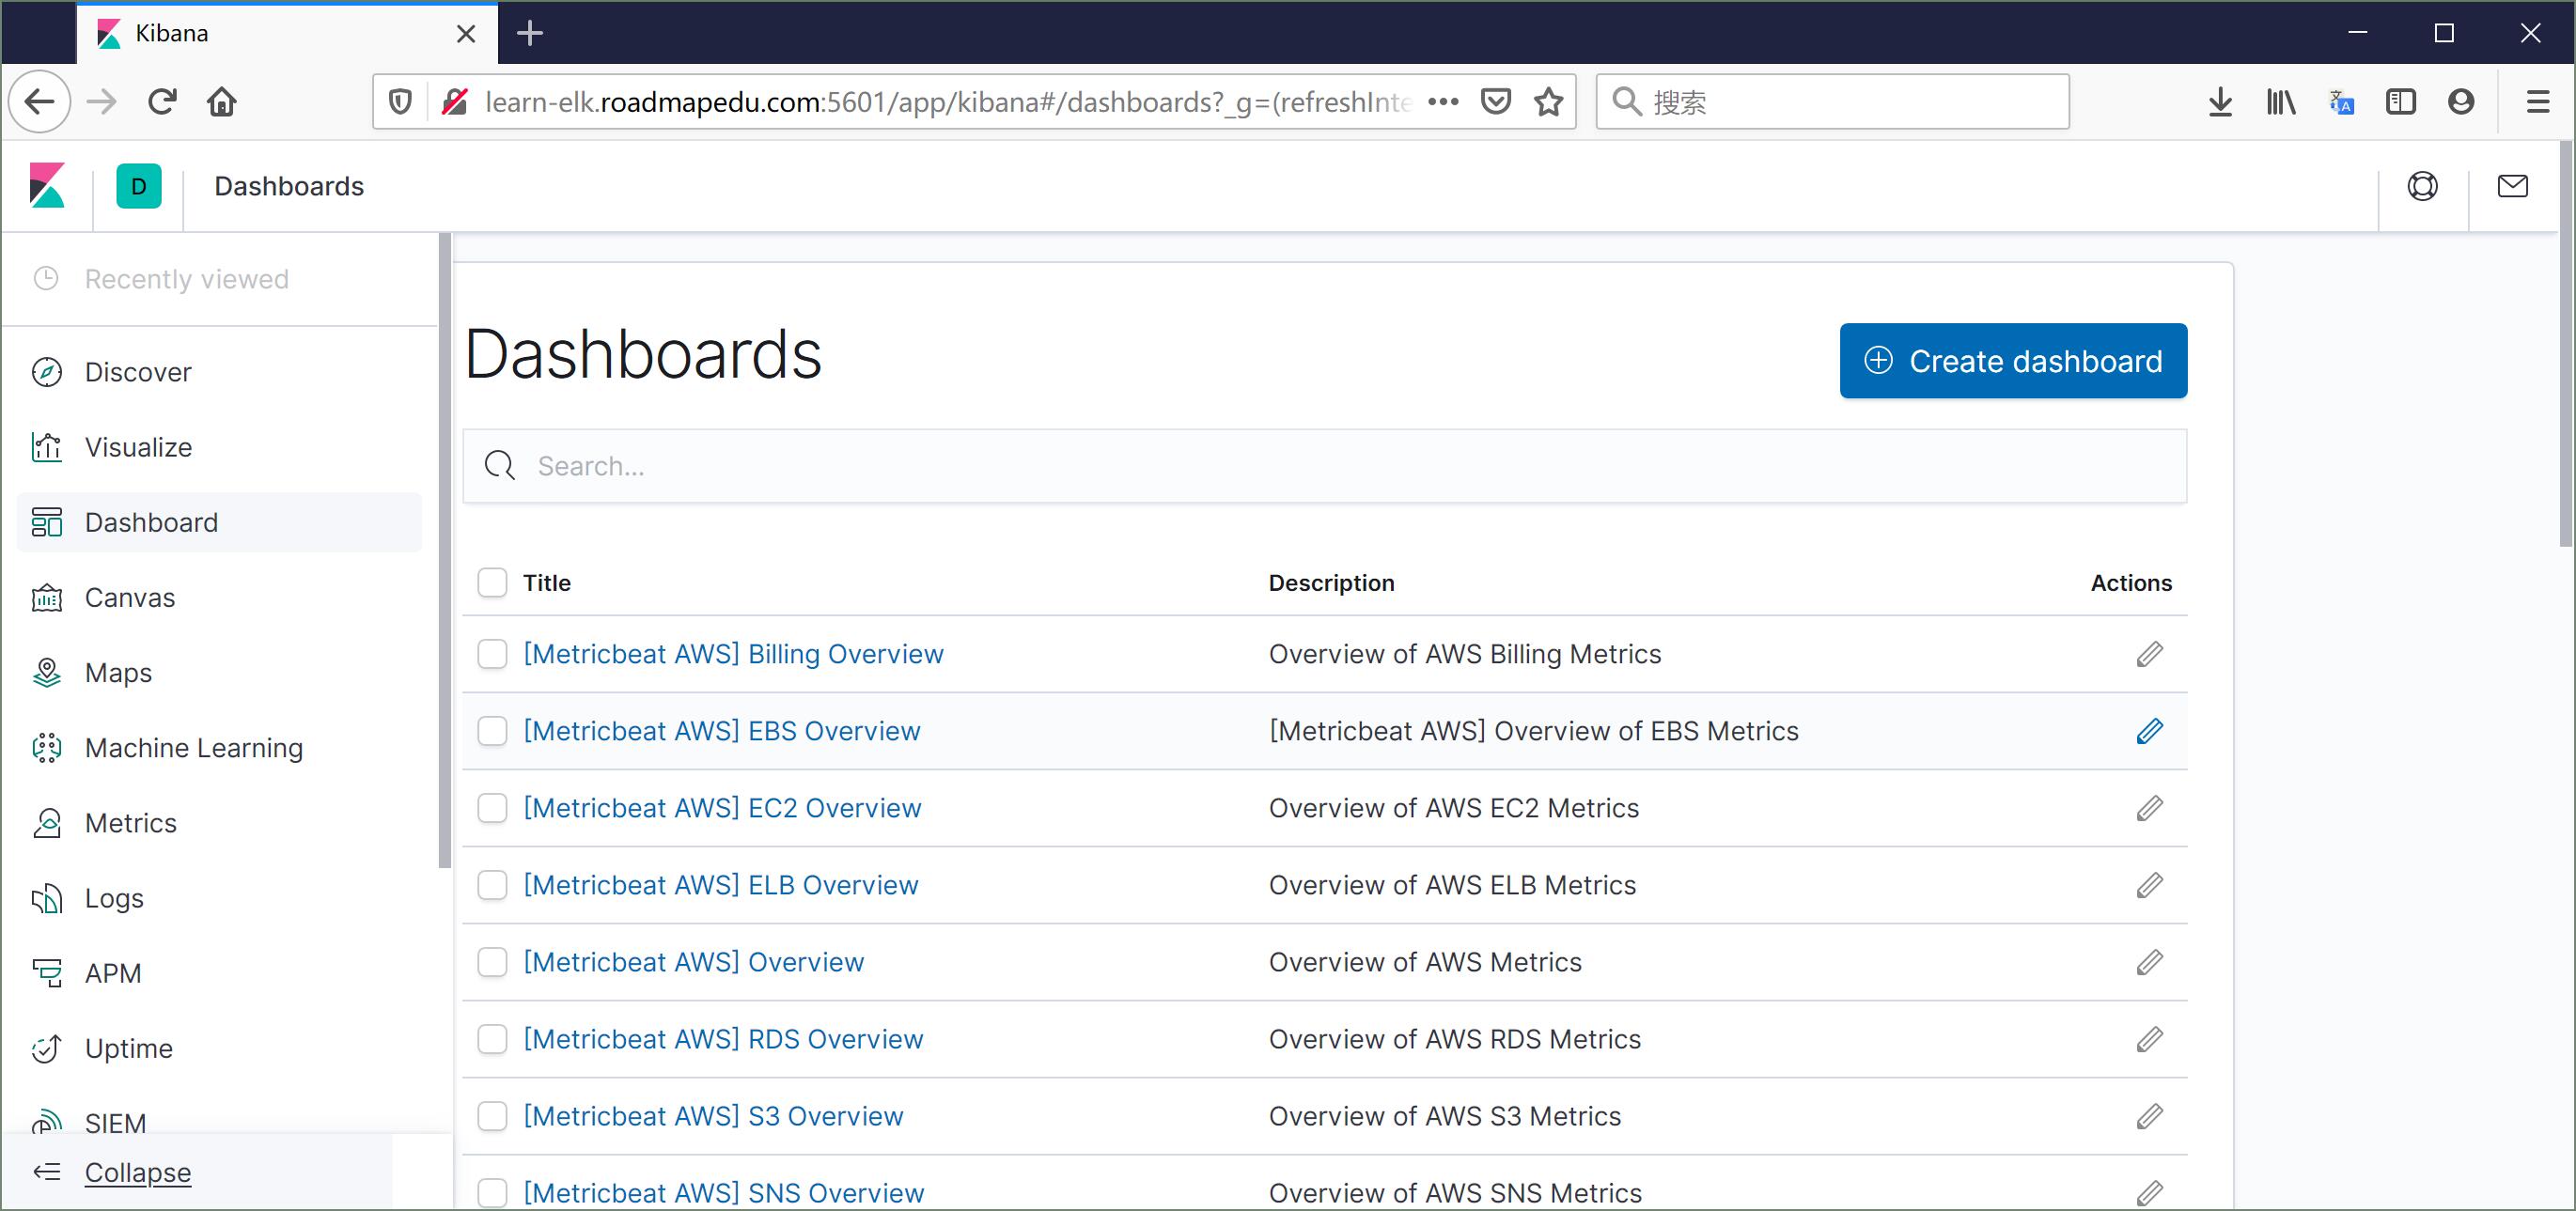 Kibana
learn-elk.roadmapedu.com:5601/app/kibana#/dashboards?_g=(refreshInte
搜索
D
Dashboards
Recently viewed
Discover
Visualize
Dashboard
Canvas
Maps
Machine Learning
Metrics
Logs
APM
Uptime
SIEM
Collapse
Dashboards
Create dashboard
Search...
Title Description Actions
[Metricbeat AWS] Billing Overview Overview of AWS Billing Metrics
[Metricbeat AWS] EBS Overview [Metricbeat AWS] Overview of EBS Metrics
[Metricbeat AWS] EC2 Overview Overview of AWS EC2 Metrics
[Metricbeat AWS] ELB Overview Overview of AWS ELB Metrics
[Metricbeat AWS] Overview Overview of AWS Metrics
[Metricbeat AWS] RDS Overview Overview of AWS RDS Metrics
[Metricbeat AWS] S3 Overview Overview of AWS S3 Metrics
[Metricbeat AWS] SNS Overview Overview of AWS SNS Metrics